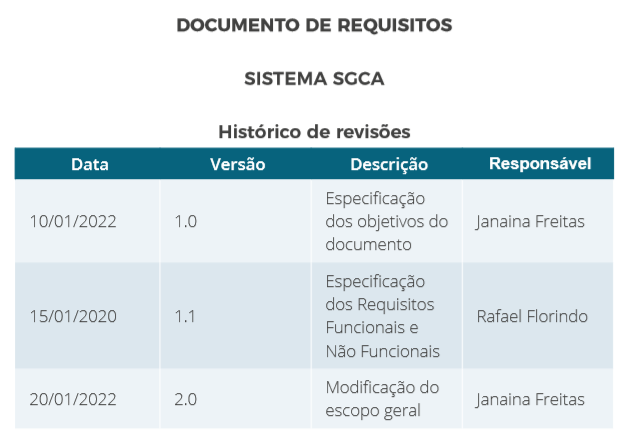 DOCUMENTO DE REQUISITOS
SISTEMA SGCA
Histórico de revisões
Data Versão Descrição Responsável
10/01/2022 1.0 Especificação dos objetivos do documento Janaina Freitas
15/01/2020 1.1 Especificação dos Requisitos Funcionais e Não Funcionais Rafael Florindo
20/01/2022 2.0 Modificação do escopo geral Janaina Freitas